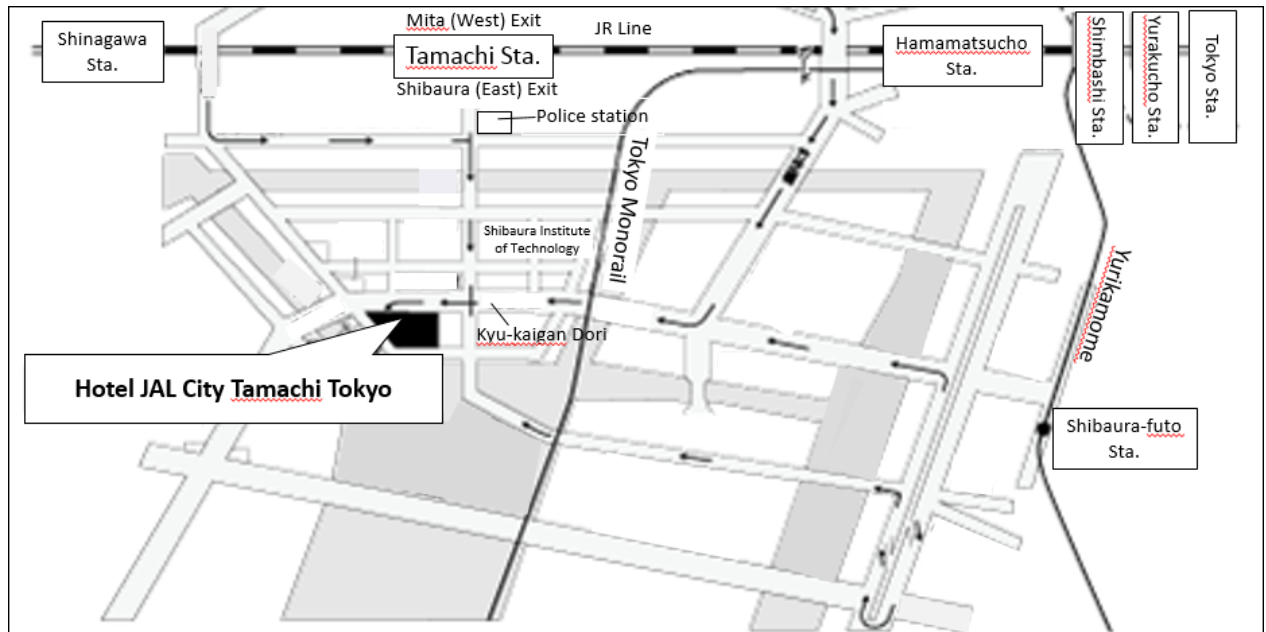 Mita (West) Exit
JR Line
Shinagawa
Sta.
Tamachi Sta.
Hamamatsucho
Sta.
Shimbashi Sta.
Yurakucho Sta.
Tokyo Sta.
Shibaura (East) Exit
Police station
Tokyo Monorail
Shibaura Institute
of Technology
Yurikamome
Kyu-kaigan Dori
Hotel JAL City Tamachi Tokyo
Shibaura-futo
Sta.